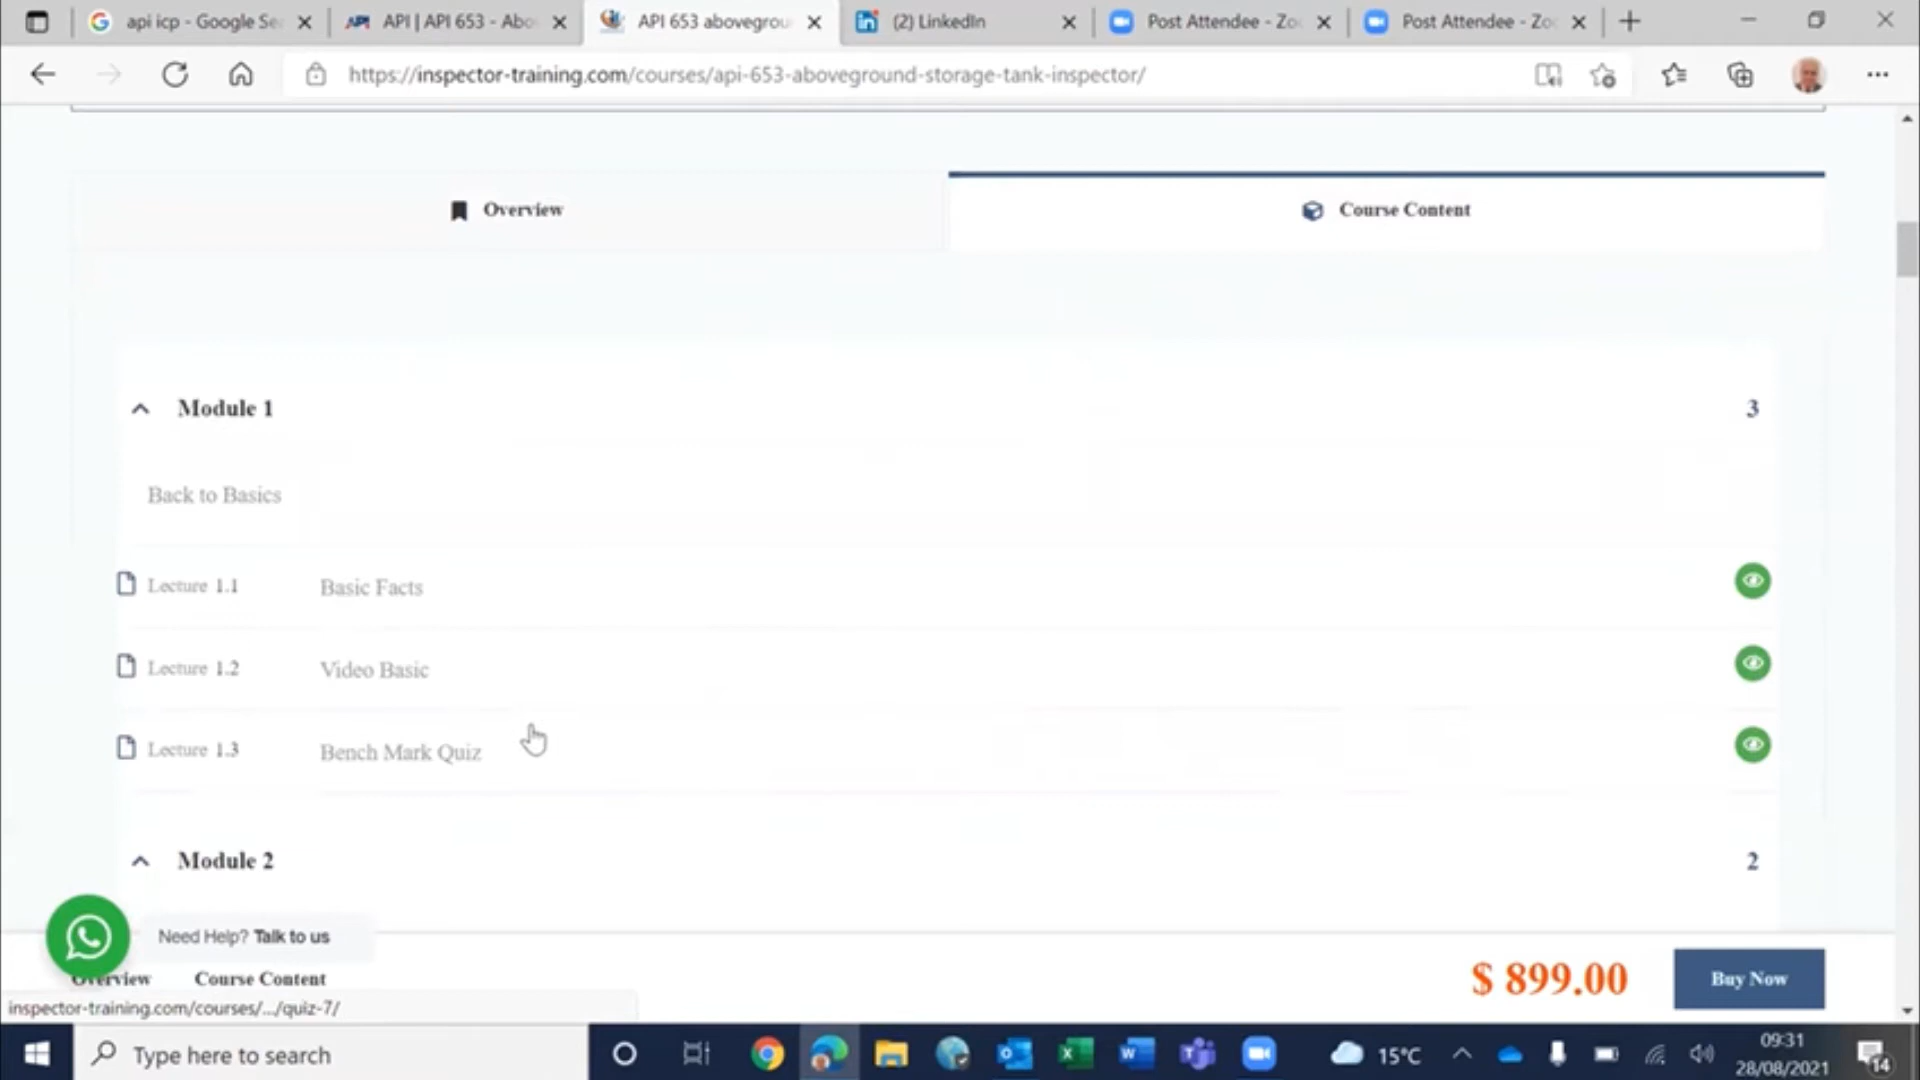 api icp - Google Se
API | API 653 - Abo
API 653 abovegrou
(2) LinkedIn
Post Attendee - Zo
Post Attendee - Zo
https://inspector-training.com/courses/api-653-aboveground-storage-tank-inspector/
Overview
Course Content
Module 1
3
Back to Basics
Lecture 1.1
Basic Facts
Lecture 1.2
Video Basic
Lecture 1.3
Bench Mark Quiz
Module 2
2
Need Help? Talk to us
Overview
Course Content
$ 899.00
Buy Now
inspector-training.com/courses/.../quiz-7/
Type here to search
15°C
09:31
28/08/2021
14